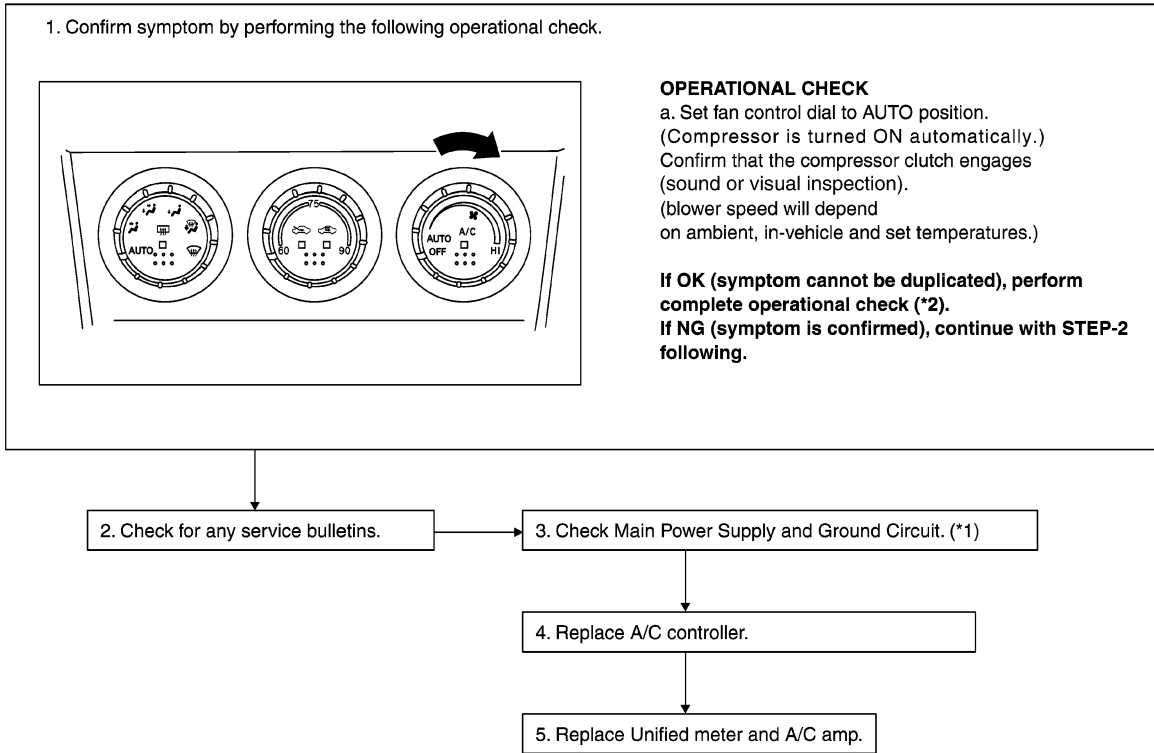 1. Confirm symptom by performing the following operational check.
AUTO
75
60
90
A/C
AUTO
OFF
HI
OPERATIONAL CHECK
a. Set fan control dial to AUTO position.
(Compressor is turned ON automatically.)
Confirm that the compressor clutch engages
(sound or visual inspection).
(blower speed will depend
on ambient, in-vehicle and set temperatures.)
If OK (symptom cannot be duplicated), perform
complete operational check (*2).
If NG (symptom is confirmed), continue with STEP-2
following.
2. Check for any service bulletins.
3. Check Main Power Supply and Ground Circuit. (*1)
4. Replace A/C controller.
5. Replace Unified meter and A/C amp.